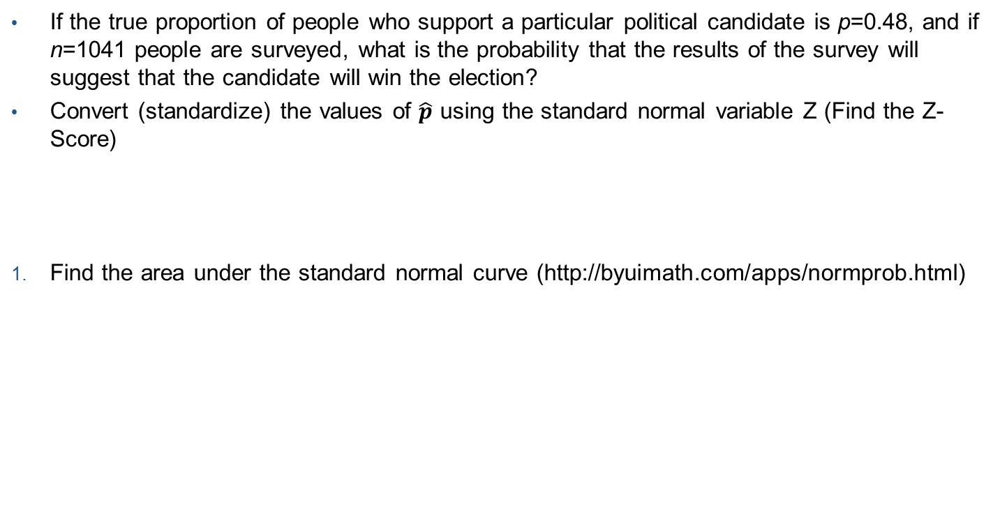 • If the true proportion of people who support a particular political candidate is p=0.48, and if
n=1041 people are surveyed, what is the probability that the results of the survey will
suggest that the candidate will win the election?
• Convert (standardize) the values of p̂ using the standard normal variable Z (Find the Z-
Score)
1. Find the area under the standard normal curve (http://byuimath.com/apps/normprob.html)